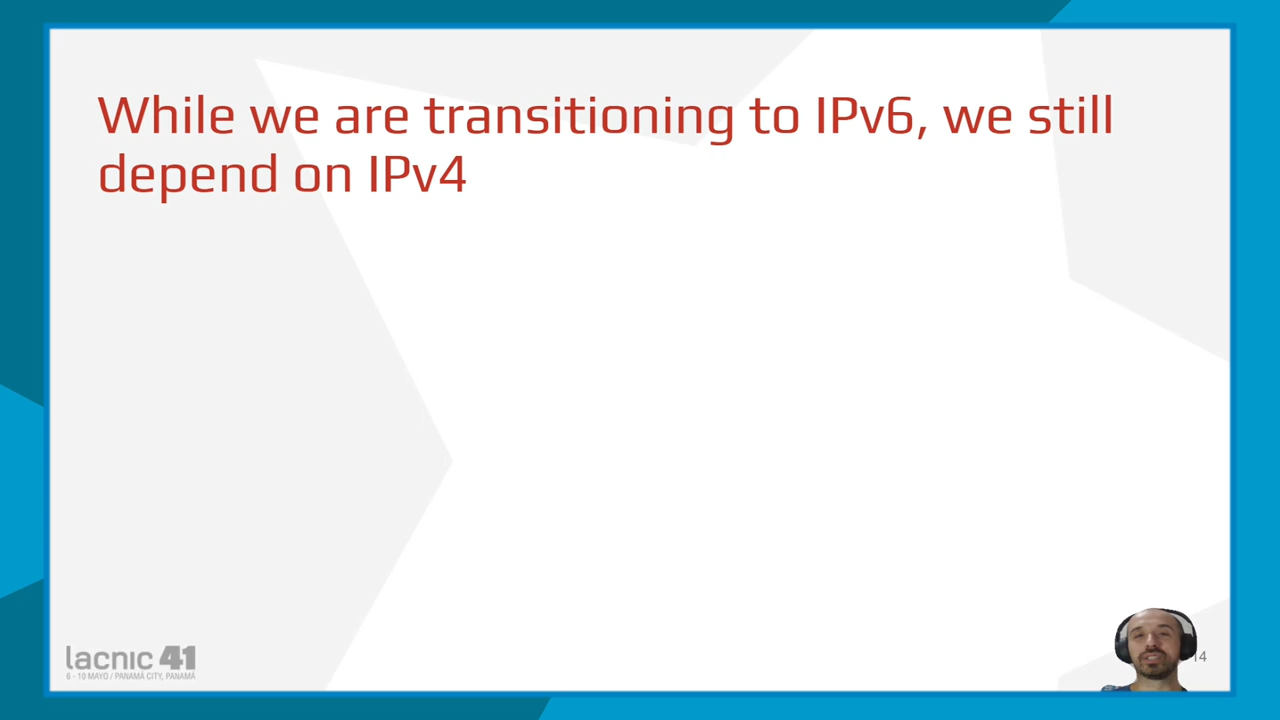 While we are transitioning to IPv6, we still
depend on IPv4
lacnic 41
6 - 10 MAYO / PANAMÁ CITY, PANAMÁ
14